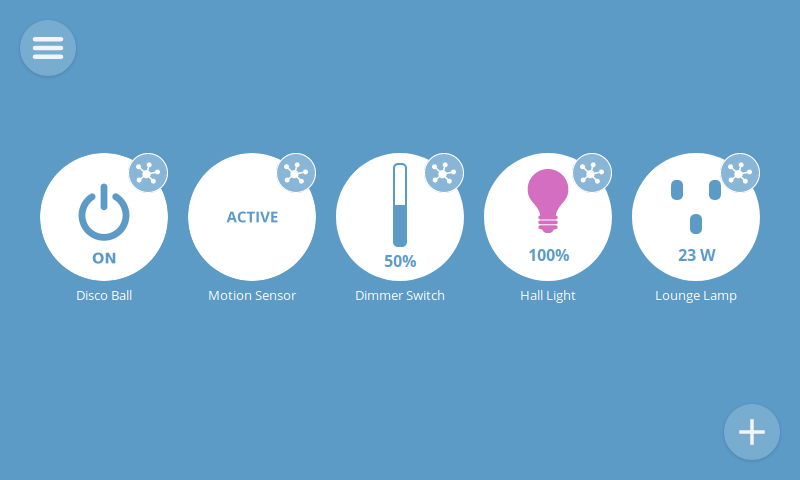 ON
ACTIVE
50%
100%
23 W
Disco Ball
Motion Sensor
Dimmer Switch
Hall Light
Lounge Lamp